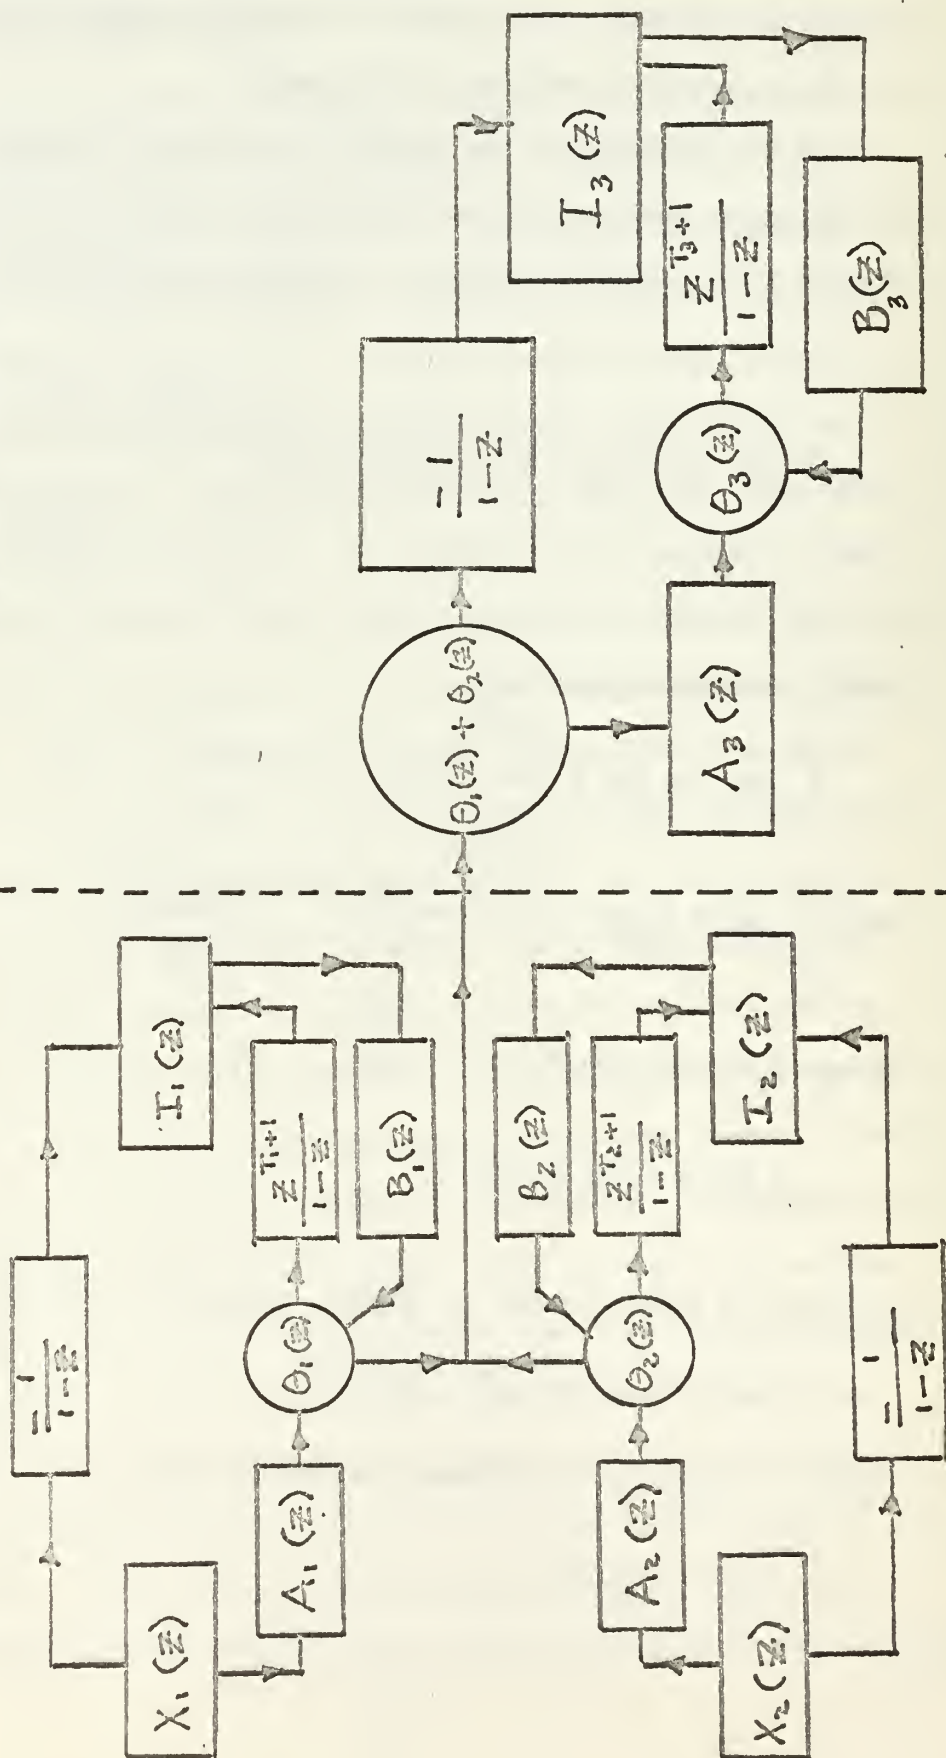 X₁(z)
−1/(1−z)
I₁(z)
A₁(z)
θ₁(z)
z^(T₁+1)/(1−z)
B₁(z)
B₂(z)
A₂(z)
θ₂(z)
z^(T₂+1)/(1−z)
X₂(z)
−1/(1−z)
I₂(z)
θ₁(z) + θ₂(z)
−1/(1−z)
I₃(z)
A₃(z)
θ₃(z)
z^(T₃+1)/(1−z)
B₃(z)